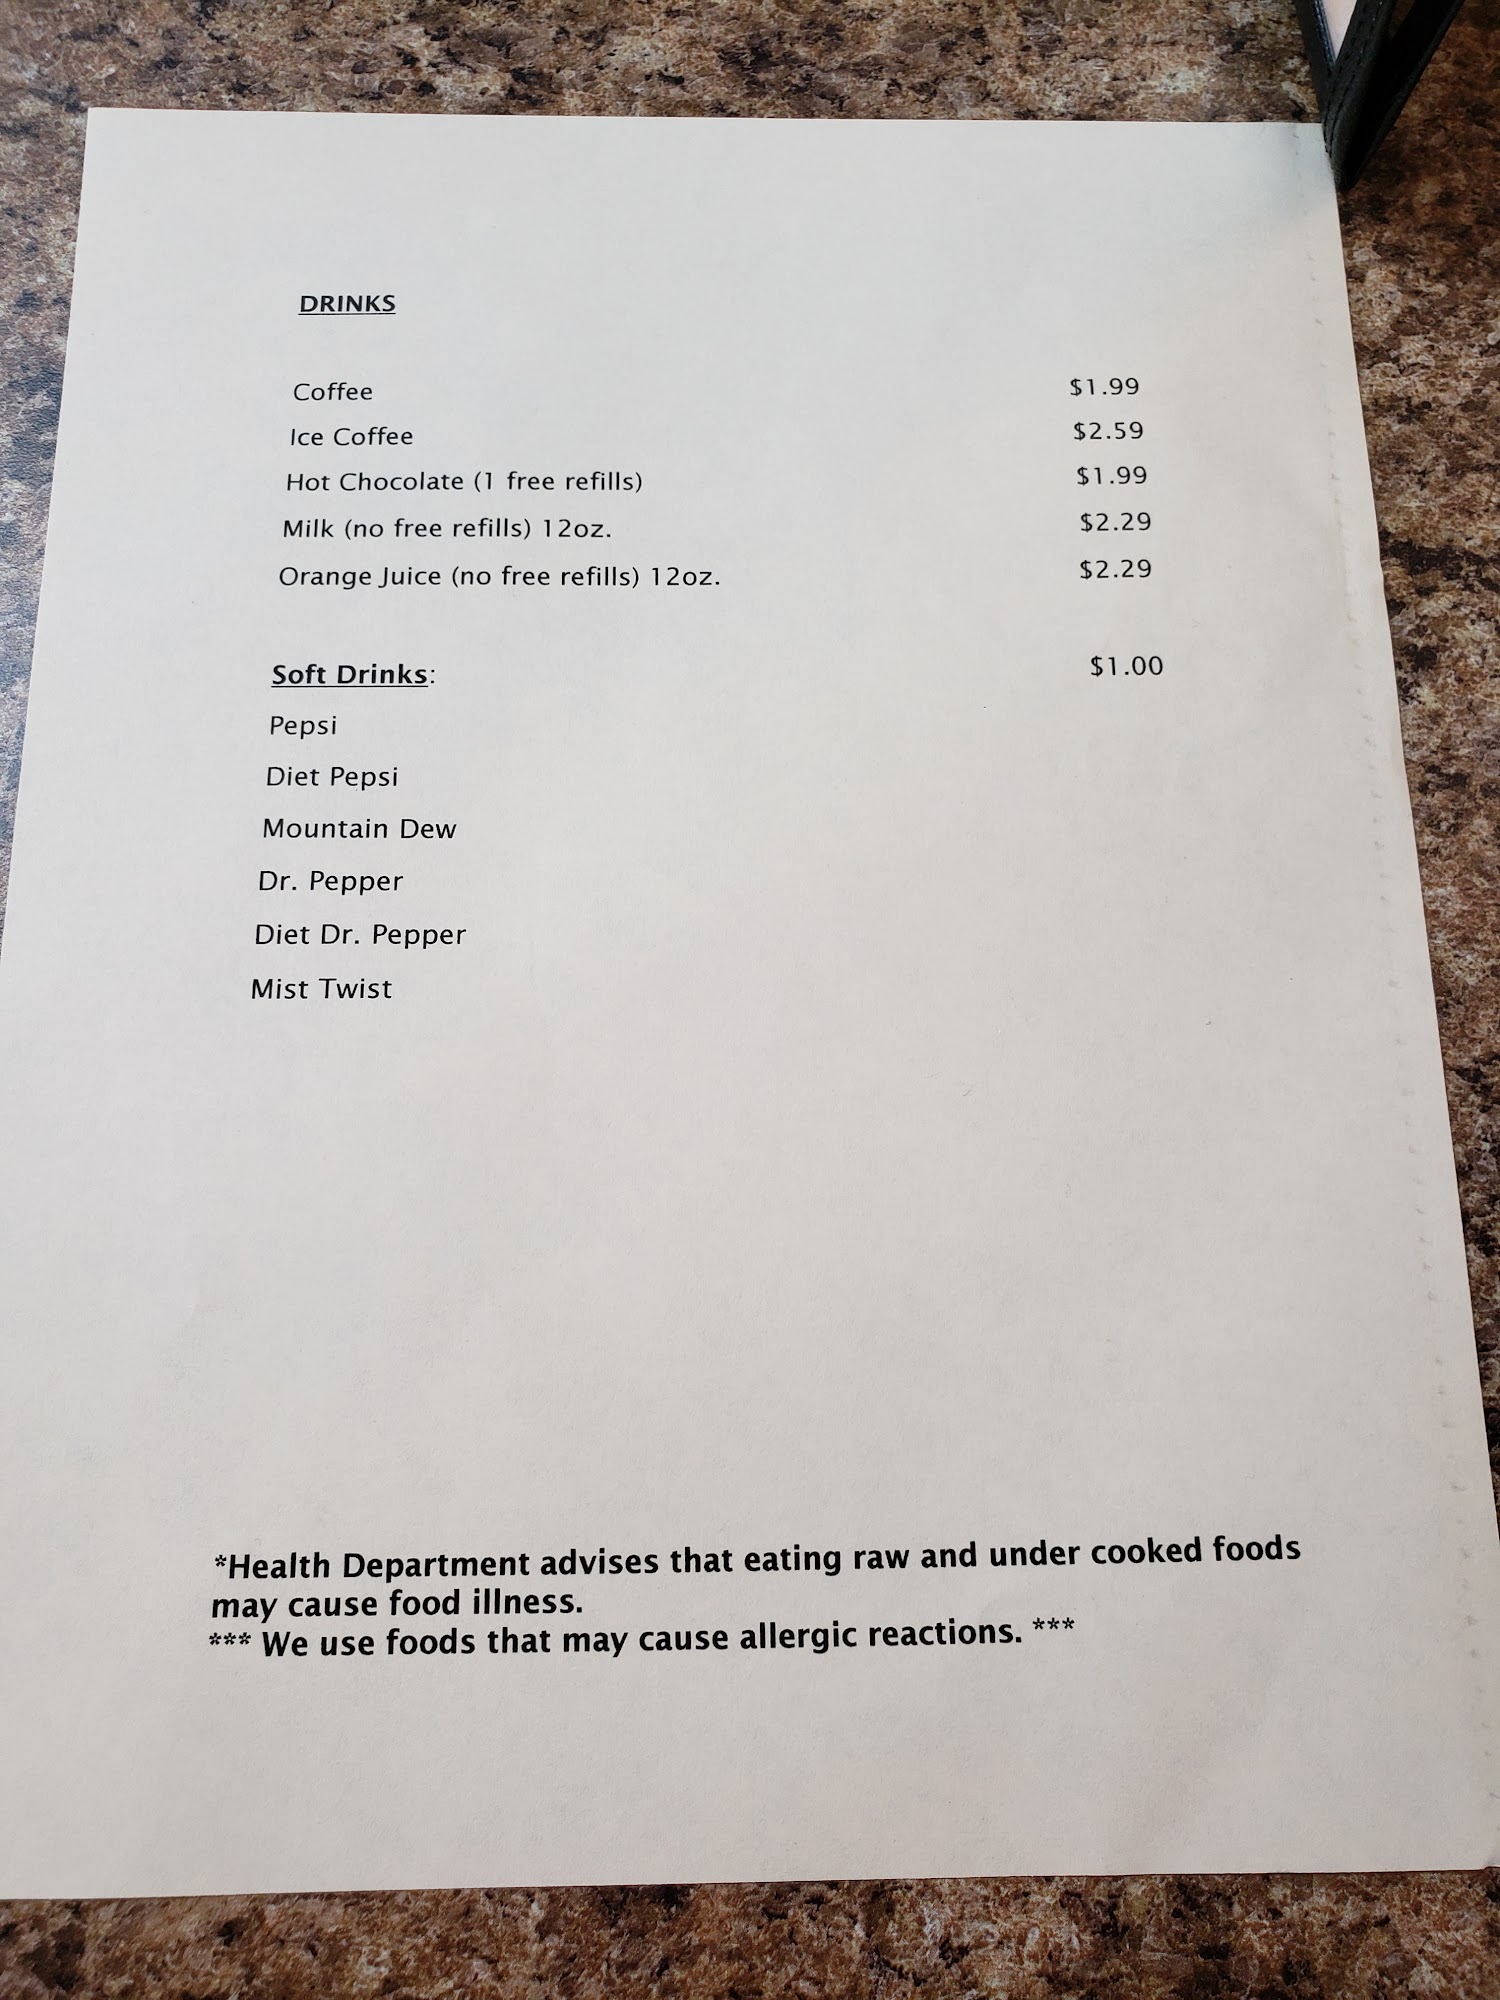 DRINKS
Coffee $1.99
Ice Coffee $2.59
Hot Chocolate (1 free refills) $1.99
Milk (no free refills) 12oz. $2.29
Orange Juice (no free refills) 12oz. $2.29
Soft Drinks: $1.00
Pepsi
Diet Pepsi
Mountain Dew
Dr. Pepper
Diet Dr. Pepper
Mist Twist
*Health Department advises that eating raw and under cooked foods
may cause food illness.
*** We use foods that may cause allergic reactions. ***